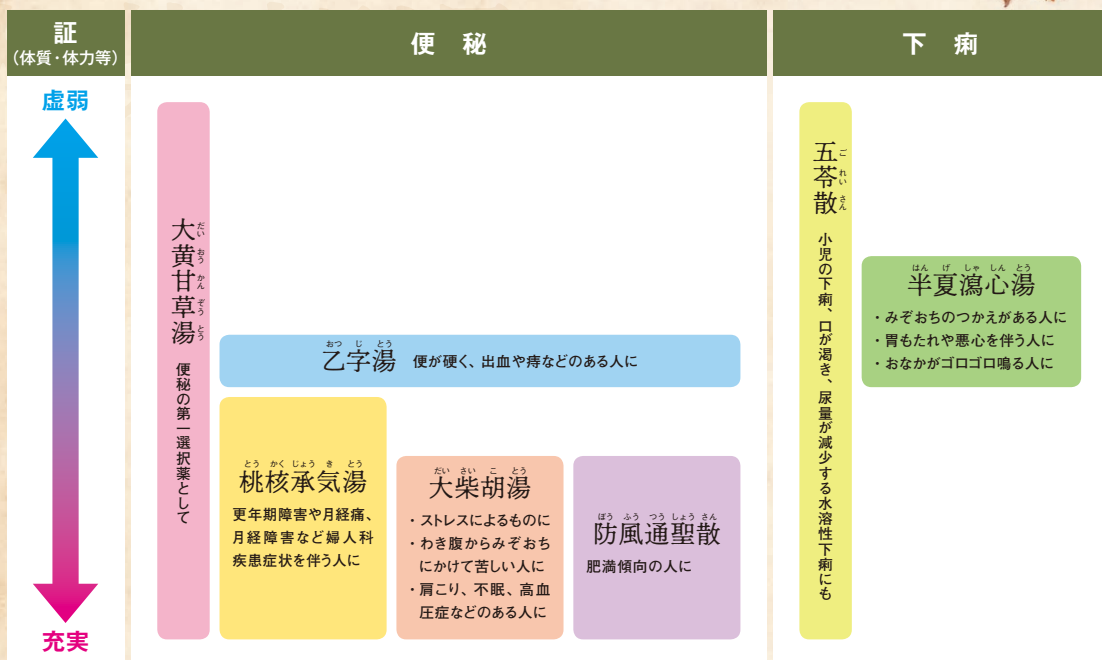 証
（体質・体力等）
便秘
下痢
虚弱
充実
大黄甘草湯 便秘の第一選択薬として
だいおうかんぞうとう
乙字湯 便が硬く、出血や痔などのある人に
おつじとう
桃核承気湯
とうかくじょうきとう
更年期障害や月経痛、
月経障害など婦人科
疾患症状を伴う人に
大柴胡湯
だいさいことう
・ストレスによるものに
・わき腹からみぞおち
にかけて苦しい人に
・肩こり、不眠、高血
圧症などのある人に
防風通聖散
ぼうふうつうしょうさん
肥満傾向の人に
五苓散 小児の下痢、口が渇き、尿量が減少する水溶性下痢にも
ごれいさん
半夏瀉心湯
はんげしゃしんとう
・みぞおちのつかえがある人に
・胃もたれや悪心を伴う人に
・おなかがゴロゴロ鳴る人に